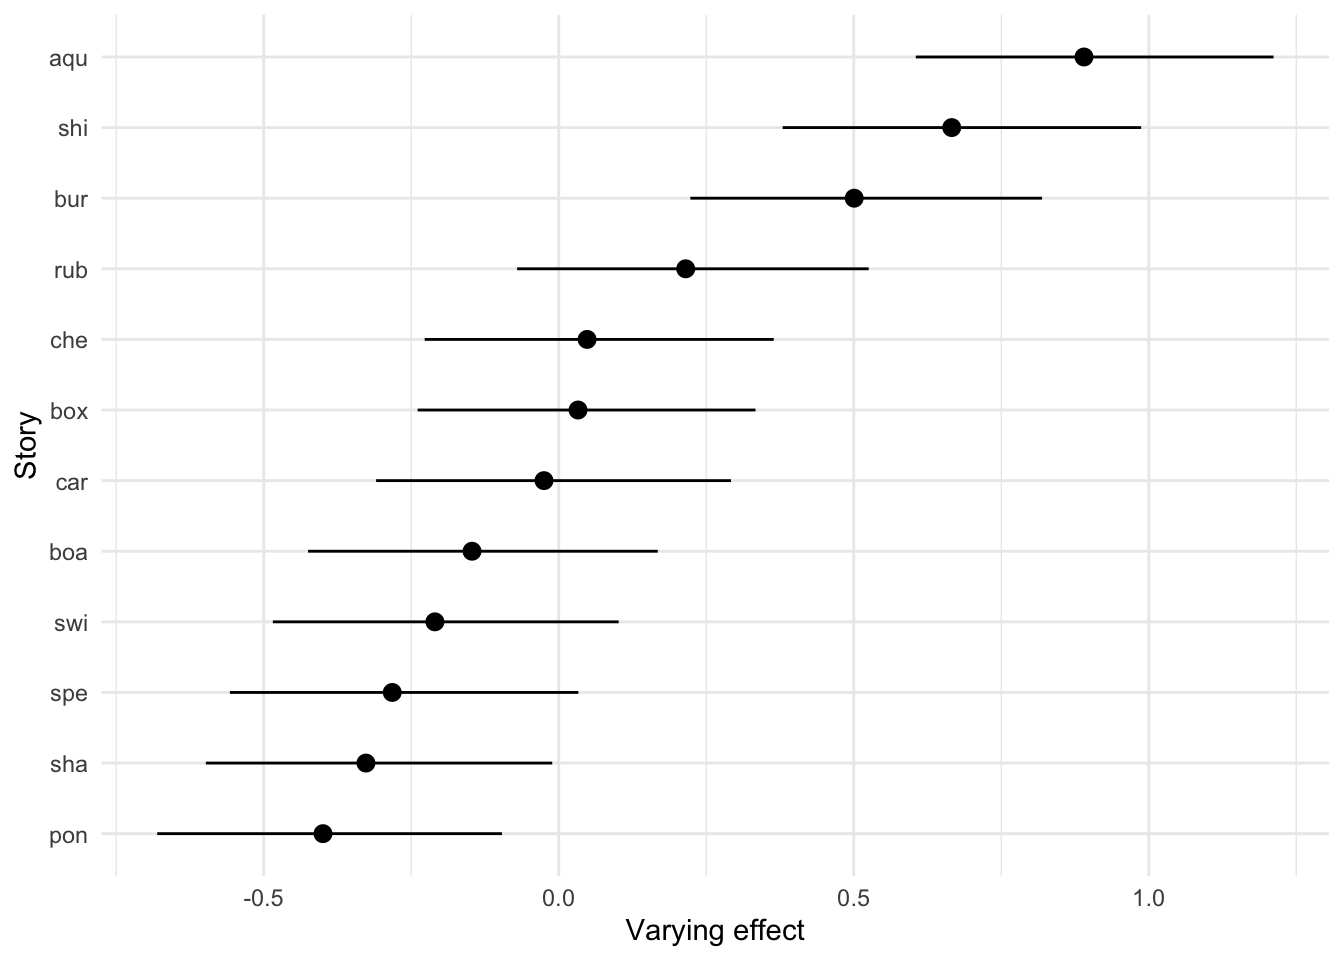 aqu
shi
bur
rub
che
box
car
boa
swi
spe
sha
pon
Story
-0.5 0.0 0.5 1.0
Varying effect